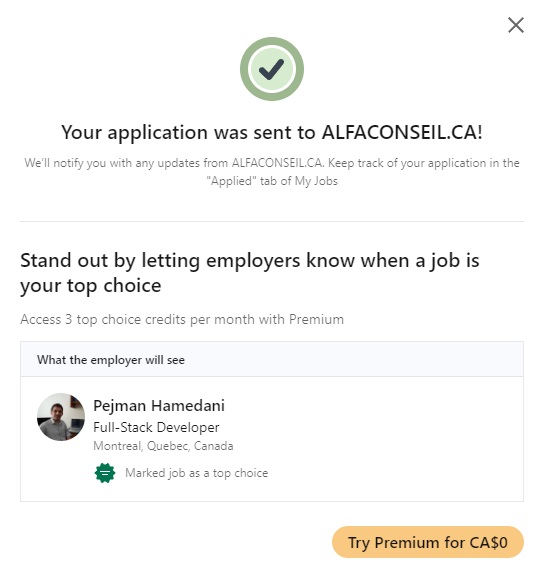 Your application was sent to ALFACONSEIL.CA!
We'll notify you with any updates from ALFACONSEIL.CA. Keep track of your application in the
"Applied" tab of My Jobs
Stand out by letting employers know when a job is
your top choice
Access 3 top choice credits per month with Premium
What the employer will see
Pejman Hamedani
Full-Stack Developer
Montreal, Quebec, Canada
Marked job as a top choice
Try Premium for CA$0